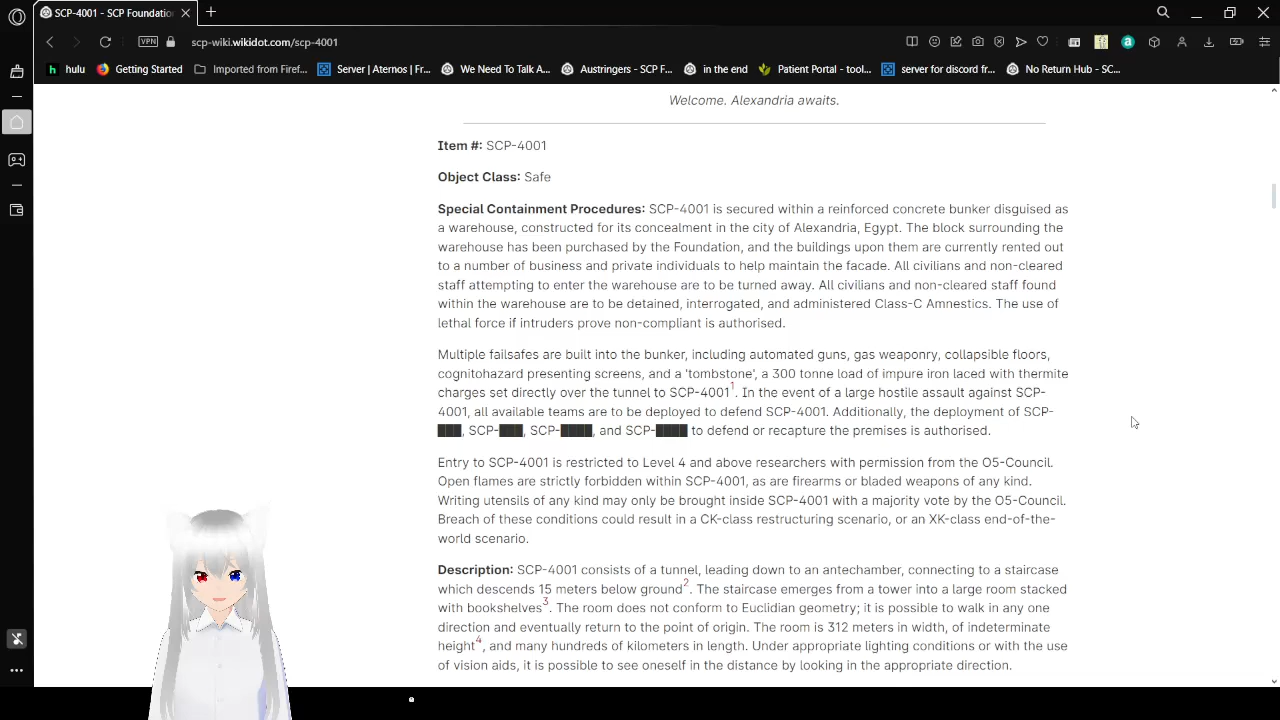 SCP-4001 - SCP Foundatio
scp-wiki.wikidot.com/scp-4001
VPN
hulu
Getting Started
Imported from Firef...
Server | Aternos | Fr...
We Need To Talk A...
Austringers - SCP F...
in the end
Patient Portal - tool...
server for discord fr...
No Return Hub - SC...
Welcome. Alexandria awaits.
Item #: SCP-4001
Object Class: Safe
Special Containment Procedures: SCP-4001 is secured within a reinforced concrete bunker disguised as
a warehouse, constructed for its concealment in the city of Alexandria, Egypt. The block surrounding the
warehouse has been purchased by the Foundation, and the buildings upon them are currently rented out
to a number of business and private individuals to help maintain the facade. All civilians and non-cleared
staff attempting to enter the warehouse are to be turned away. All civilians and non-cleared staff found
within the warehouse are to be detained, interrogated, and administered Class-C Amnestics. The use of
lethal force if intruders prove non-compliant is authorised.
Multiple failsafes are built into the bunker, including automated guns, gas weaponry, collapsible floors,
cognitohazard presenting screens, and a 'tombstone', a 300 tonne load of impure iron laced with thermite
charges set directly over the tunnel to SCP-4001¹. In the event of a large hostile assault against SCP-
4001, all available teams are to be deployed to defend SCP-4001. Additionally, the deployment of SCP-
███, SCP-███, SCP-████, and SCP-████ to defend or recapture the premises is authorised.
Entry to SCP-4001 is restricted to Level 4 and above researchers with permission from the O5-Council.
Open flames are strictly forbidden within SCP-4001, as are firearms or bladed weapons of any kind.
Writing utensils of any kind may only be brought inside SCP-4001 with a majority vote by the O5-Council.
Breach of these conditions could result in a CK-class restructuring scenario, or an XK-class end-of-the-
world scenario.
Description: SCP-4001 consists of a tunnel, leading down to an antechamber, connecting to a staircase
which descends 15 meters below ground². The staircase emerges from a tower into a large room stacked
with bookshelves³. The room does not conform to Euclidian geometry; it is possible to walk in any one
direction and eventually return to the point of origin. The room is 312 meters in width, of indeterminate
height⁴, and many hundreds of kilometers in length. Under appropriate lighting conditions or with the use
of vision aids, it is possible to see oneself in the distance by looking in the appropriate direction.